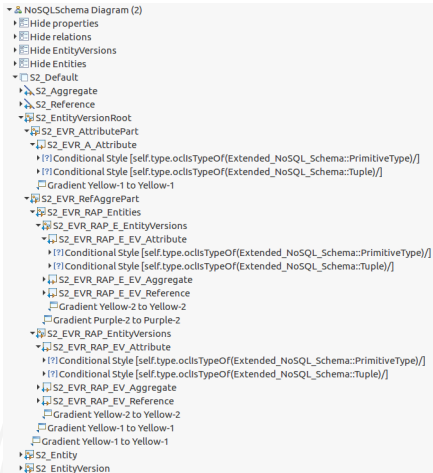 NoSQLSchema Diagram (2)
Hide properties
Hide relations
Hide EntityVersions
Hide Entities
S2_Default
S2_Aggregate
S2_Reference
S2_EntityVersionRoot
S2_EVR_AttributePart
S2_EVR_A_Attribute
[?] Conditional Style [self.type.oclIsTypeOf(Extended_NoSQL_Schema::PrimitiveType)/]
[?] Conditional Style [self.type.oclIsTypeOf(Extended_NoSQL_Schema::Tuple)/]
Gradient Yellow-1 to Yellow-1
S2_EVR_RefAggrePart
S2_EVR_RAP_Entities
S2_EVR_RAP_E_EntityVersions
S2_EVR_RAP_E_EV_Attribute
[?] Conditional Style [self.type.oclIsTypeOf(Extended_NoSQL_Schema::PrimitiveType)/]
[?] Conditional Style [self.type.oclIsTypeOf(Extended_NoSQL_Schema::Tuple)/]
S2_EVR_RAP_E_EV_Aggregate
S2_EVR_RAP_E_EV_Reference
Gradient Yellow-2 to Yellow-2
Gradient Purple-2 to Purple-2
S2_EVR_RAP_EntityVersions
S2_EVR_RAP_EV_Attribute
[?] Conditional Style [self.type.oclIsTypeOf(Extended_NoSQL_Schema::PrimitiveType)/]
[?] Conditional Style [self.type.oclIsTypeOf(Extended_NoSQL_Schema::Tuple)/]
S2_EVR_RAP_EV_Aggregate
S2_EVR_RAP_EV_Reference
Gradient Yellow-2 to Yellow-2
Gradient Yellow-1 to Yellow-1
Gradient Yellow-1 to Yellow-1
S2_Entity
S2_EntityVersion